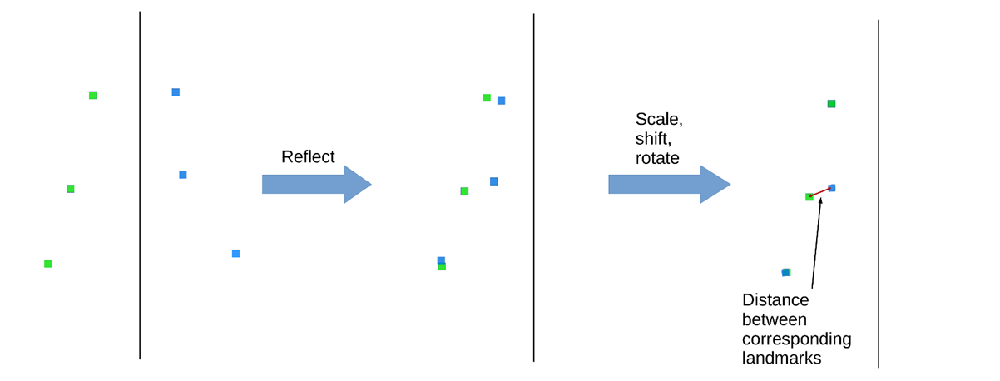 Reflect
Scale,
shift,
rotate
Distance
between
corresponding
landmarks